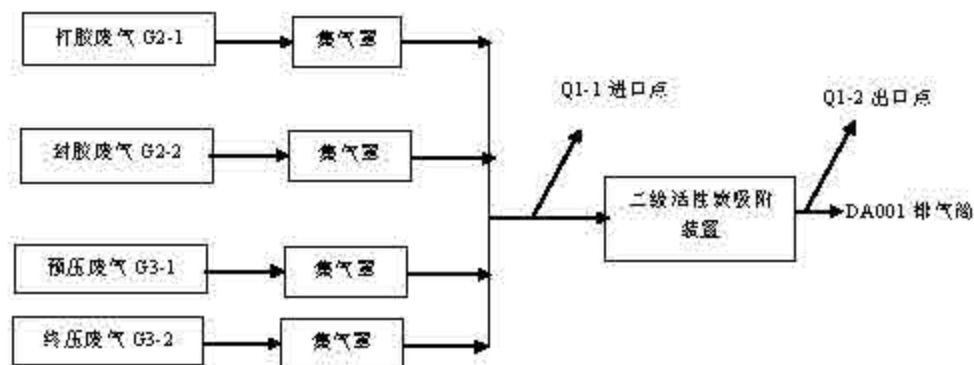 打胶废气 G2-1
集气罩
封胶废气 G2-2
集气罩
预压废气 G3-1
集气罩
终压废气 G3-2
集气罩
Q1-1 进口点
二级活性炭吸附
装置
Q1-2 出口点
DA001 排气筒